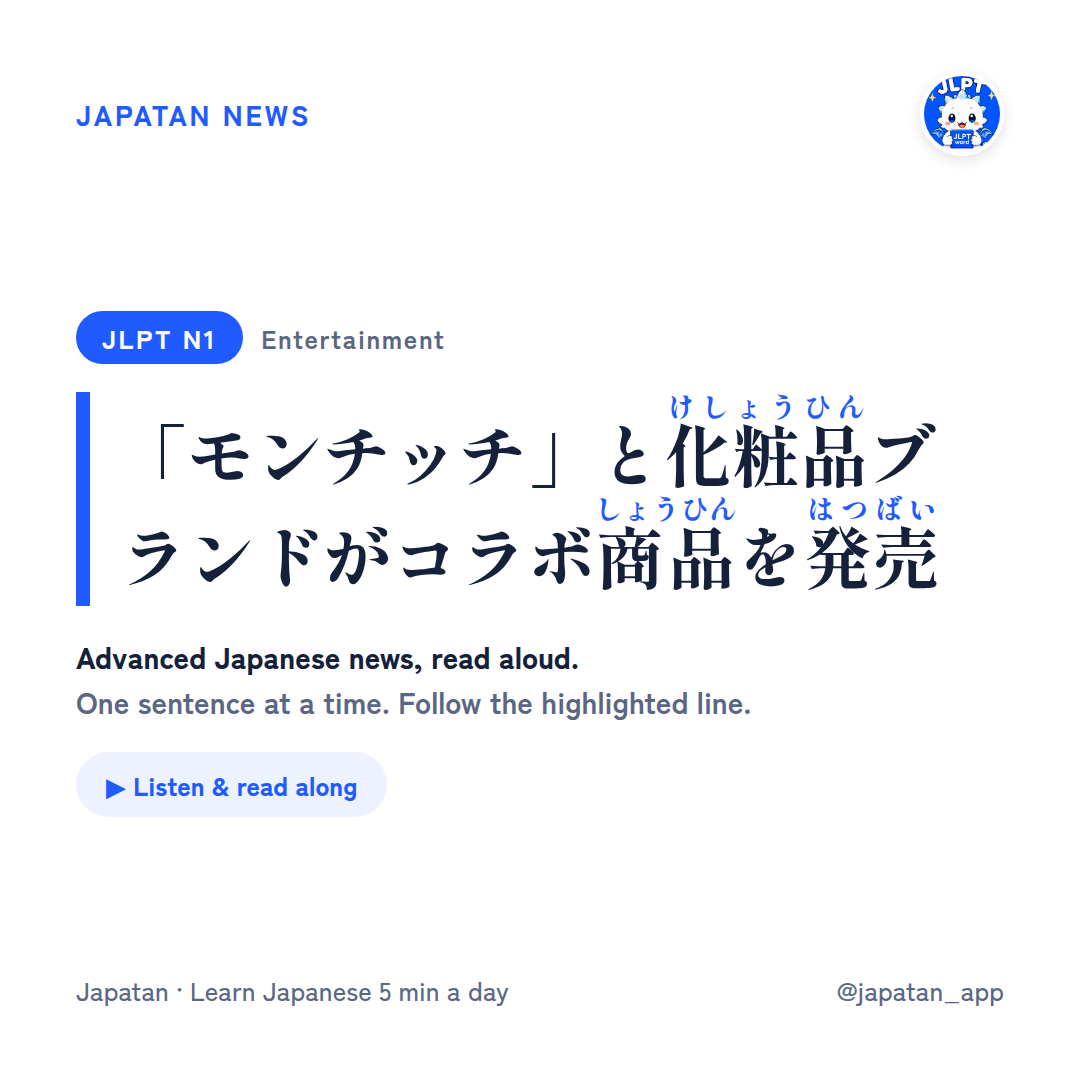 JAPATAN NEWS
JLPT
JLPT
word
JLPT N1
Entertainment
けしょうひん
「モンチッチ」と化粧品ブ
しょうひん はつばい
ランドがコラボ商品を発売
Advanced Japanese news, read aloud.
One sentence at a time. Follow the highlighted line.
▶ Listen & read along
Japatan · Learn Japanese 5 min a day
@japatan_app